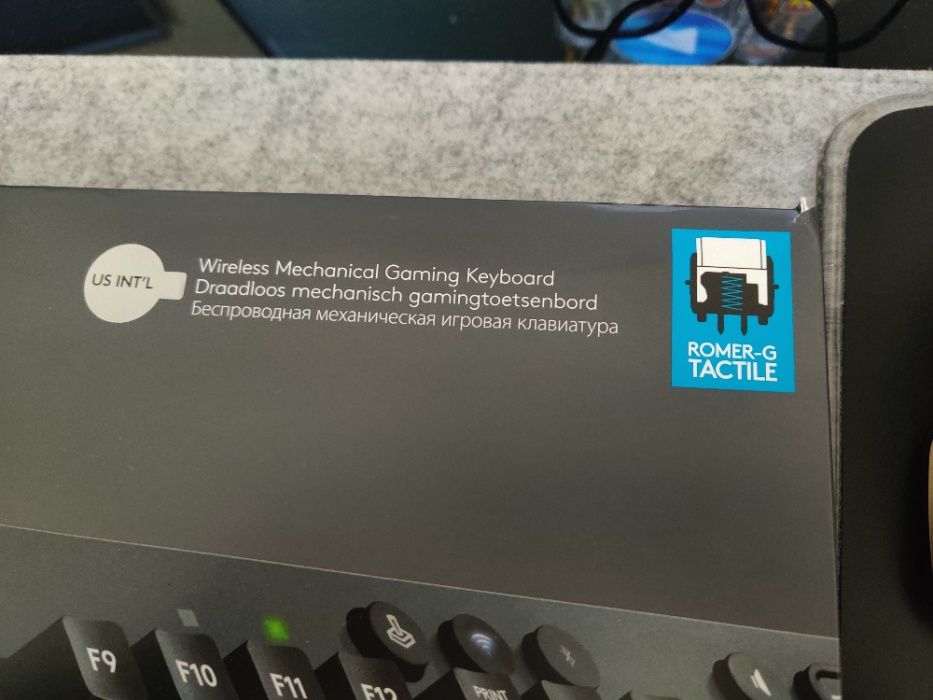 US INT'L
Wireless Mechanical Gaming Keyboard
Draadloos mechanisch gamingtoetsenbord
Беспроводная механическая игровая клавиатура
ROMER-G
TACTILE
F9
F10
F11
F12
PRINT